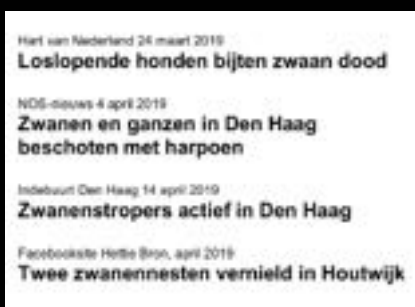 Hart van Nederland 24 maart 2019
Loslopende honden bijten zwaan dood
NOS-nieuws 4 april 2019
Zwanen en ganzen in Den Haag
beschoten met harpoen
Indebuurt Den Haag 14 april 2019
Zwanenstropers actief in Den Haag
Facebooksite Hettie Bron, april 2019
Twee zwanennesten vernield in Houtwijk